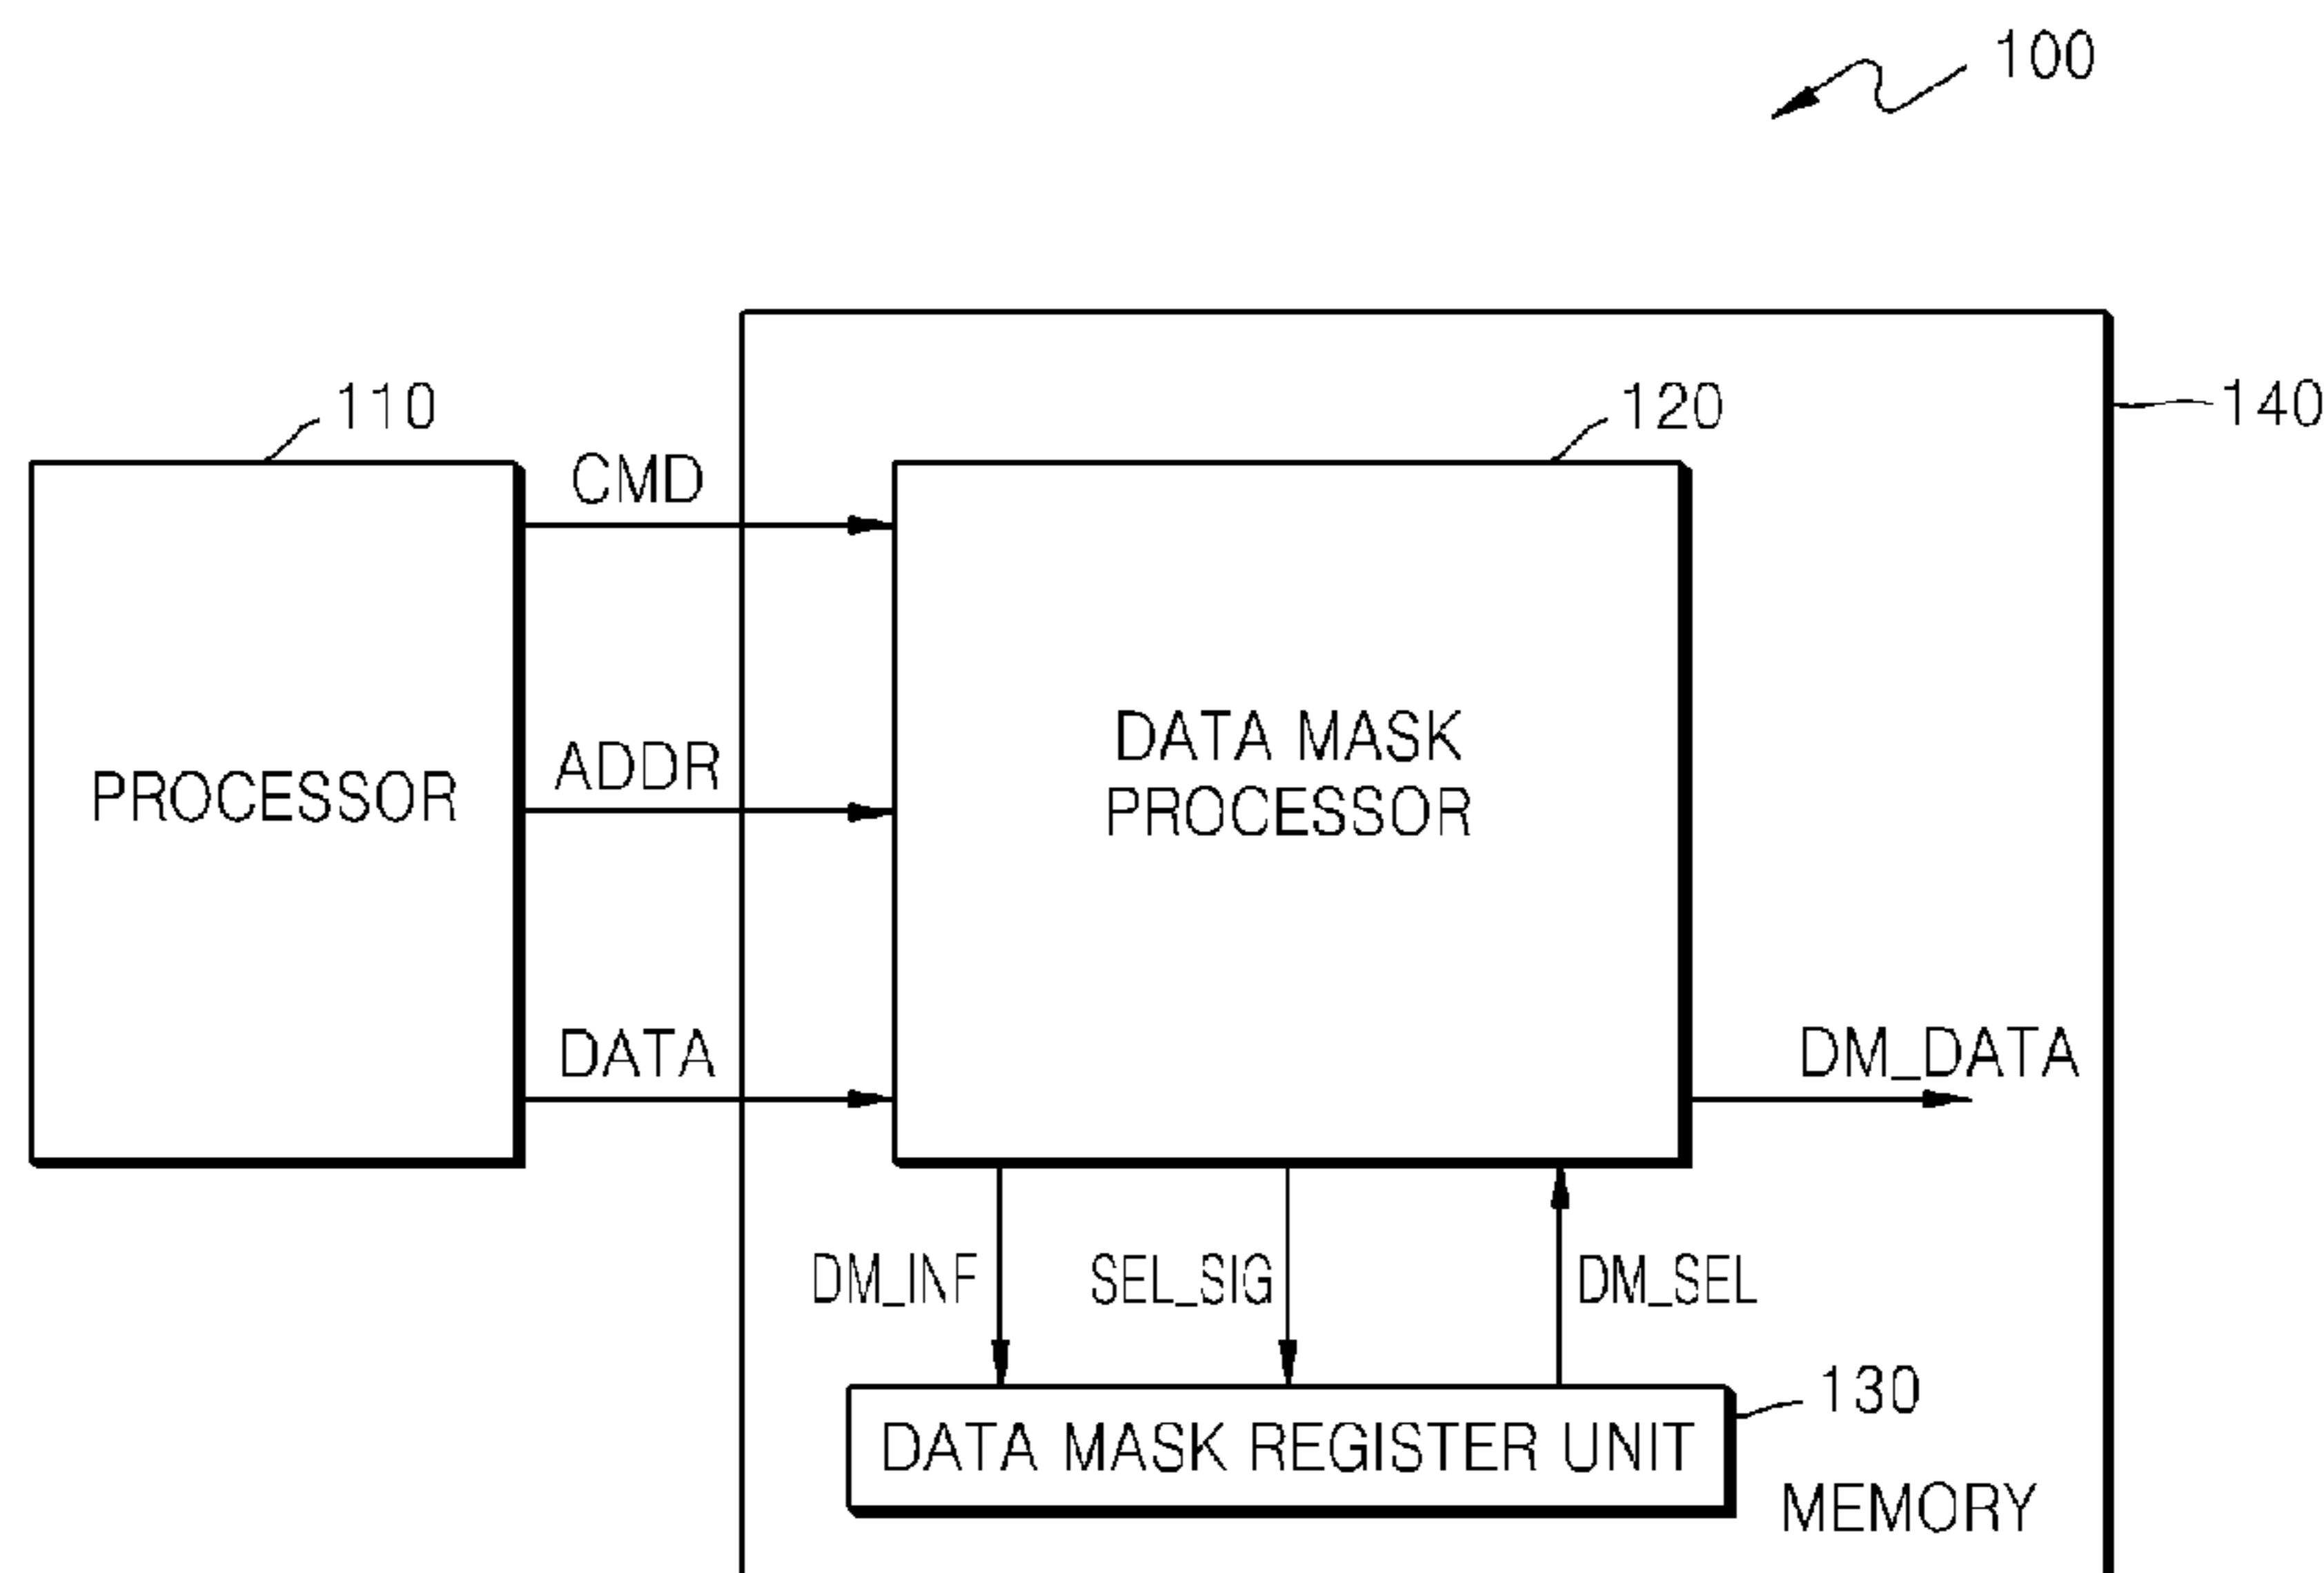 100
110
120
140
CMD
PROCESSOR
ADDR
DATA MASK
PROCESSOR
DATA
DM_DATA
DM_INF
SEL_SIG
DM_SEL
130
DATA MASK REGISTER UNIT
MEMORY